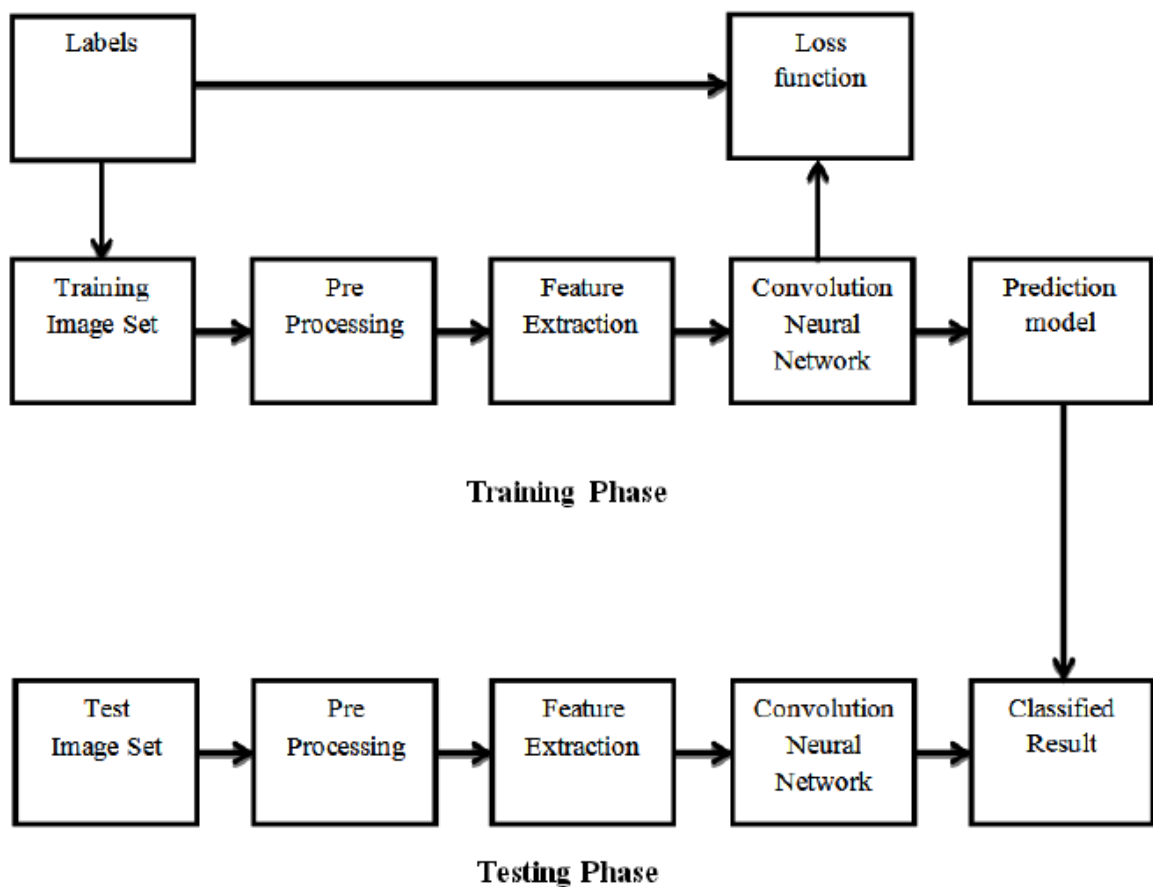 Labels
Loss
function
Training
Image Set
Pre
Processing
Feature
Extraction
Convolution
Neural
Network
Prediction
model
Training Phase
Test
Image Set
Pre
Processing
Feature
Extraction
Convolution
Neural
Network
Classified
Result
Testing Phase